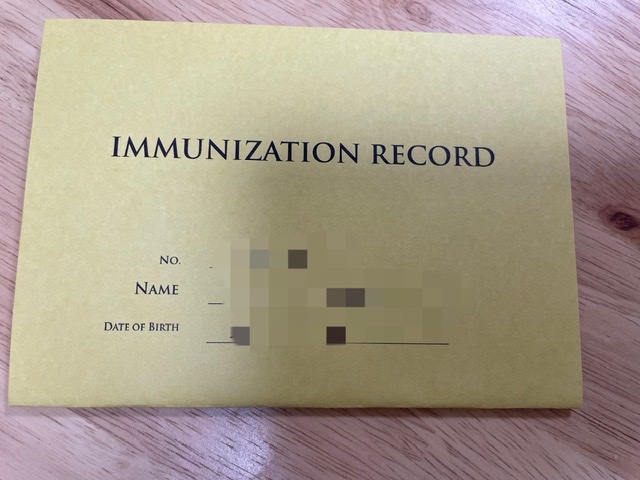 IMMUNIZATION RECORD
No.
Name
Date of Birth